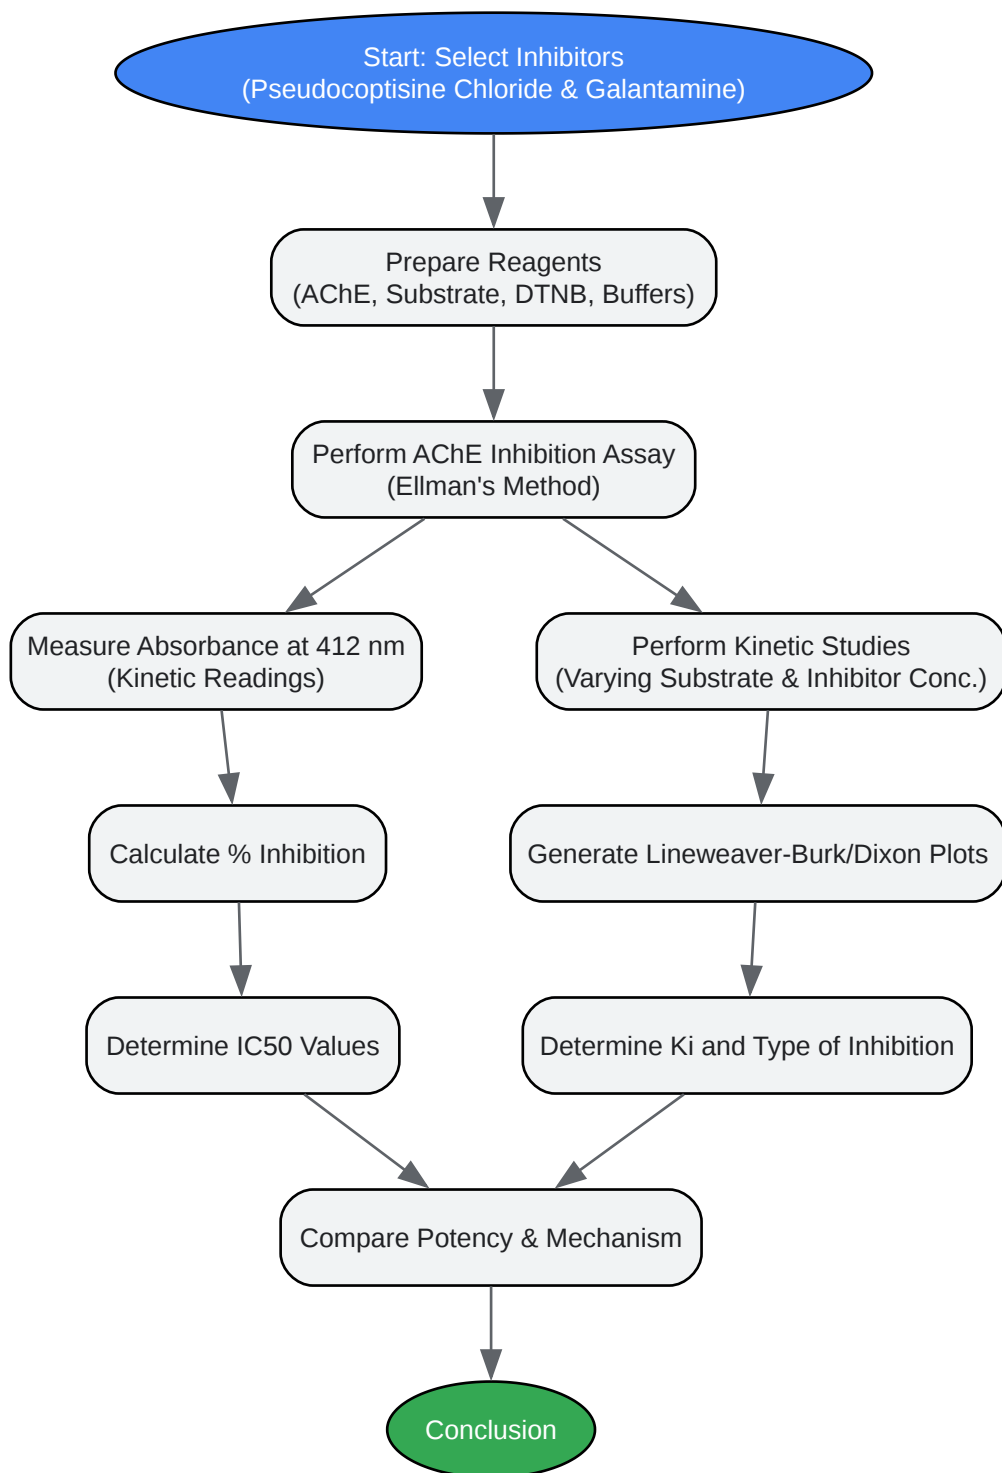 Start: Select Inhibitors
(Pseudocoptisine Chloride & Galantamine)
Prepare Reagents
(AChE, Substrate, DTNB, Buffers)
Perform AChE Inhibition Assay
(Ellman's Method)
Measure Absorbance at 412 nm
(Kinetic Readings)
Perform Kinetic Studies
(Varying Substrate & Inhibitor Conc.)
Calculate % Inhibition
Generate Lineweaver-Burk/Dixon Plots
Determine IC50 Values
Determine Ki and Type of Inhibition
Compare Potency & Mechanism
Conclusion